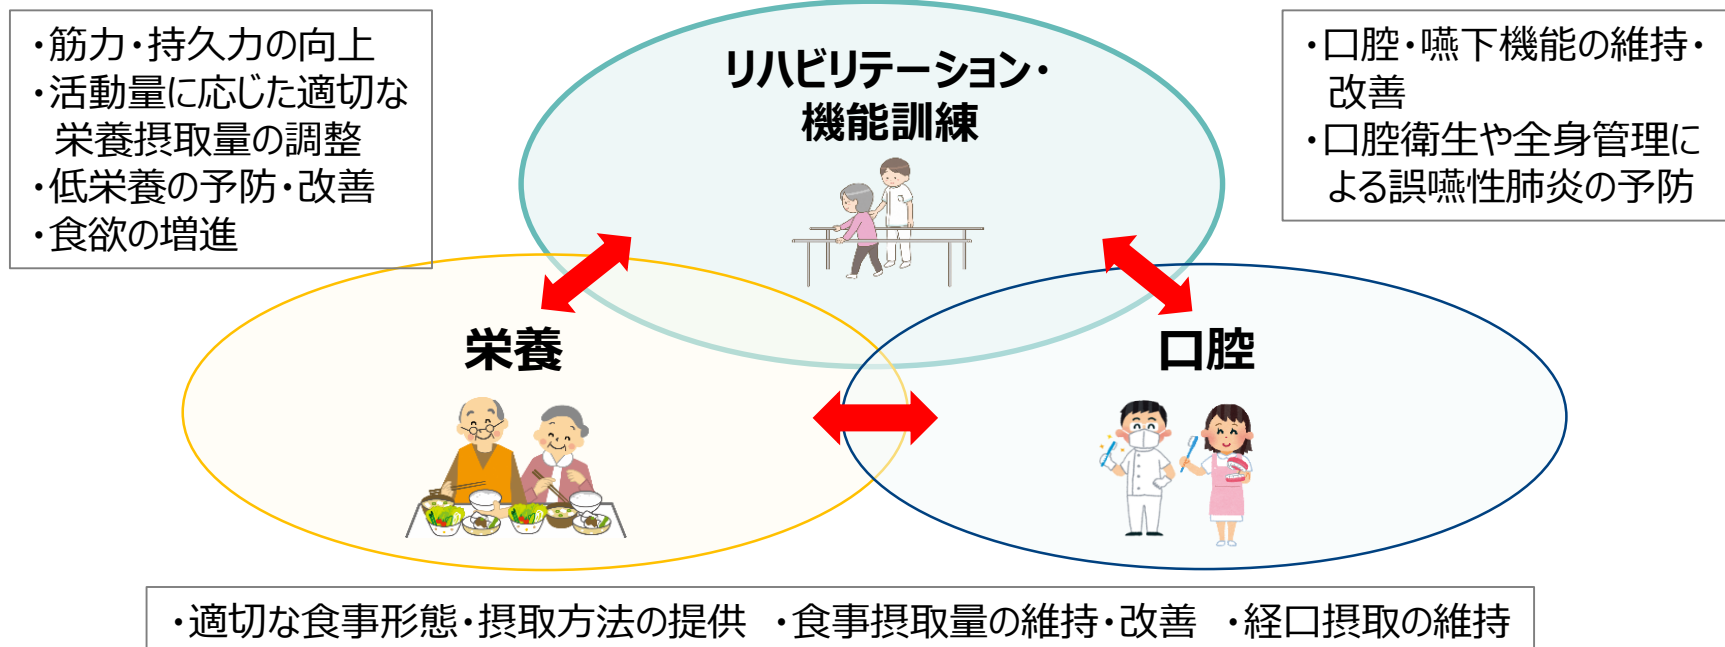 ・筋力・持久力の向上
・活動量に応じた適切な
栄養摂取量の調整
・低栄養の予防・改善
・食欲の増進
リハビリテーション・
機能訓練
・口腔・嚥下機能の維持・
改善
・口腔衛生や全身管理に
よる誤嚥性肺炎の予防
栄養
口腔
・適切な食事形態・摂取方法の提供 ・食事摂取量の維持・改善 ・経口摂取の維持